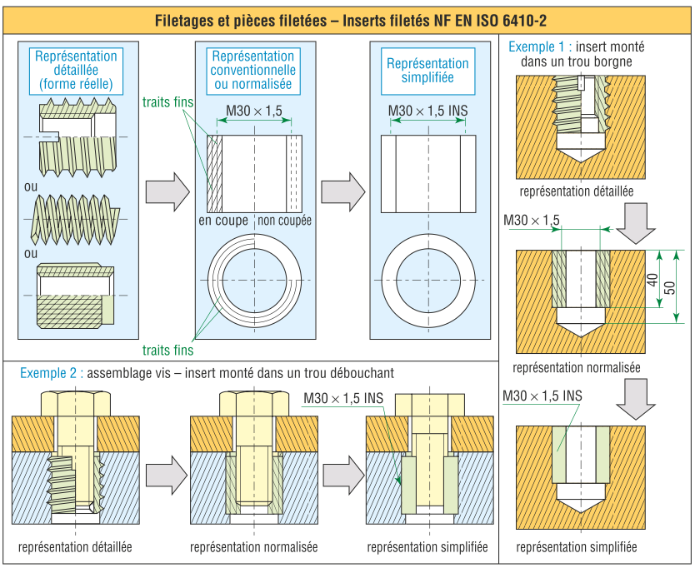 Filetages et pièces filetées – Inserts filetés NF EN ISO 6410-2
Représentation
détaillée
(forme réelle)
ou
ou
Représentation
conventionnelle
ou normalisée
traits fins
M30 × 1,5
en coupe
non coupée
traits fins
Représentation
simplifiée
M30 × 1,5 INS
Exemple 1 : insert monté
dans un trou borgne
représentation détaillée
M30 × 1,5
40
50
représentation normalisée
M30 × 1,5 INS
représentation simplifiée
Exemple 2 : assemblage vis – insert monté dans un trou débouchant
M30 × 1,5 INS
représentation détaillée
représentation normalisée
représentation simplifiée